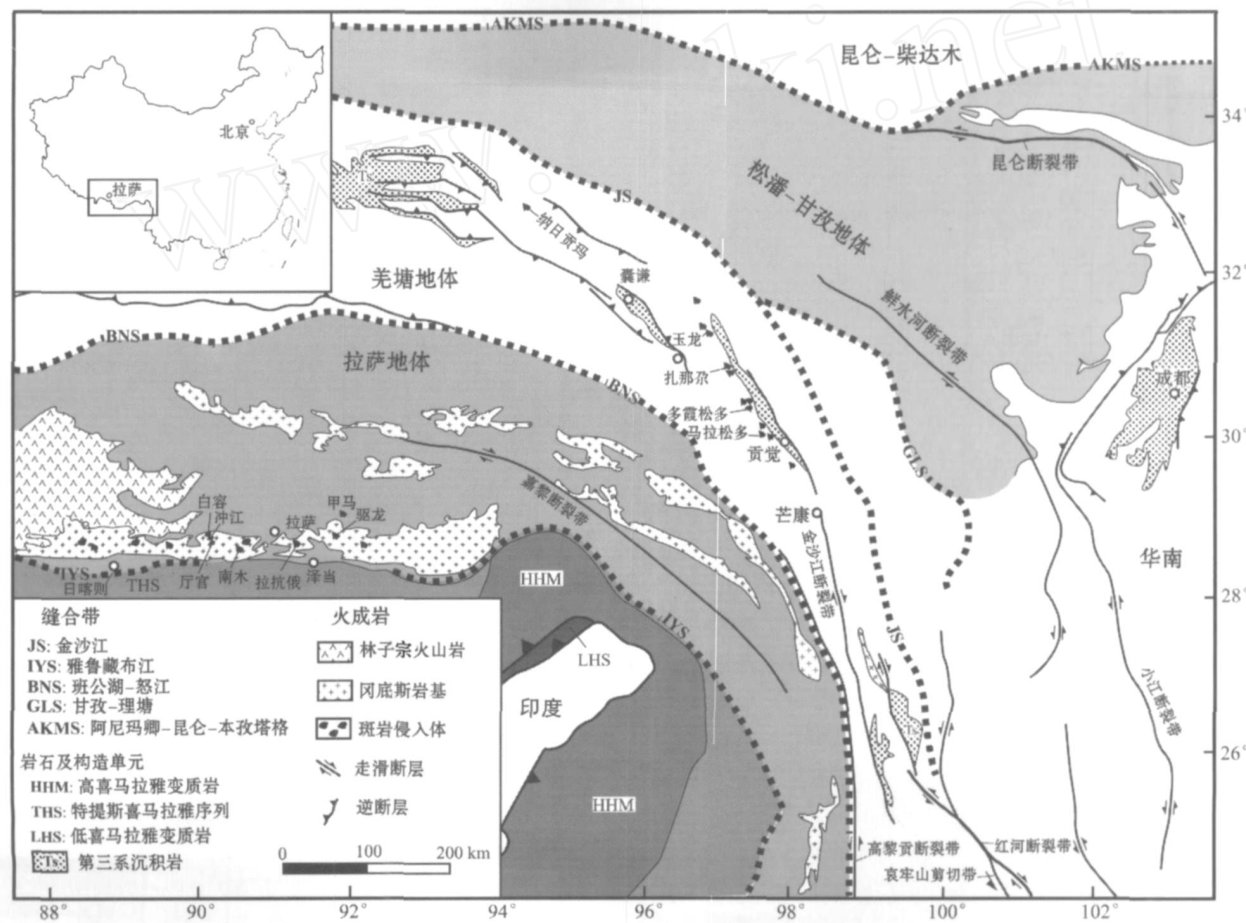 AKMS
昆仑-柴达木
AKMS
34°
北京
拉萨
昆仑断裂带
松潘-甘孜地体
Ts
JS
纳日贡玛
32°
羌塘地体
囊谦
鲜水河断裂带
BNS
玉龙
拉萨地体
扎那尕
成都
BNS
多霞松多
马拉松多
30°
贡觉
GLS
嘉黎断裂带
白容
甲马
冲江
拉萨
驱龙
芒康
金沙江断裂带
华南
IYS
日喀则
THS
厅官
南木
拉抗俄
泽当
HHM
28°
IYS
JS
LHS
小江断裂带
印度
26°
HHM
高黎贡断裂带
红河断裂带
哀牢山剪切带
缝合带
JS: 金沙江
IYS: 雅鲁藏布江
BNS: 班公湖-怒江
GLS: 甘孜-理塘
AKMS: 阿尼玛卿-昆仑-本孜塔格
岩石及构造单元
HHM: 高喜马拉雅变质岩
THS: 特提斯喜马拉雅序列
LHS: 低喜马拉雅变质岩
Ts 第三系沉积岩
火成岩
林子宗火山岩
冈底斯岩基
斑岩侵入体
走滑断层
逆断层
0 100 200 km
88 90 92 94 96 98 100 102